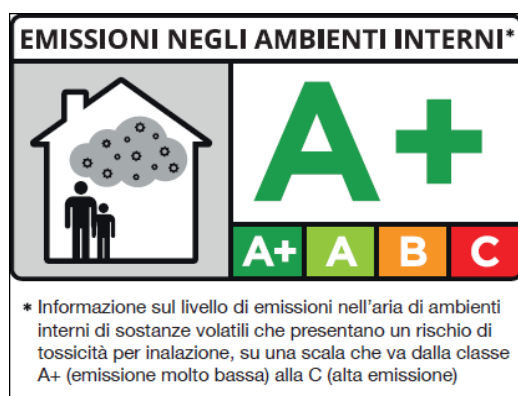 EMISSIONI NEGLI AMBIENTI INTERNI*
A+
A+ A B C
* Informazione sul livello di emissioni nell'aria di ambienti
interni di sostanze volatili che presentano un rischio di
tossicità per inalazione, su una scala che va dalla classe
A+ (emissione molto bassa) alla C (alta emissione)